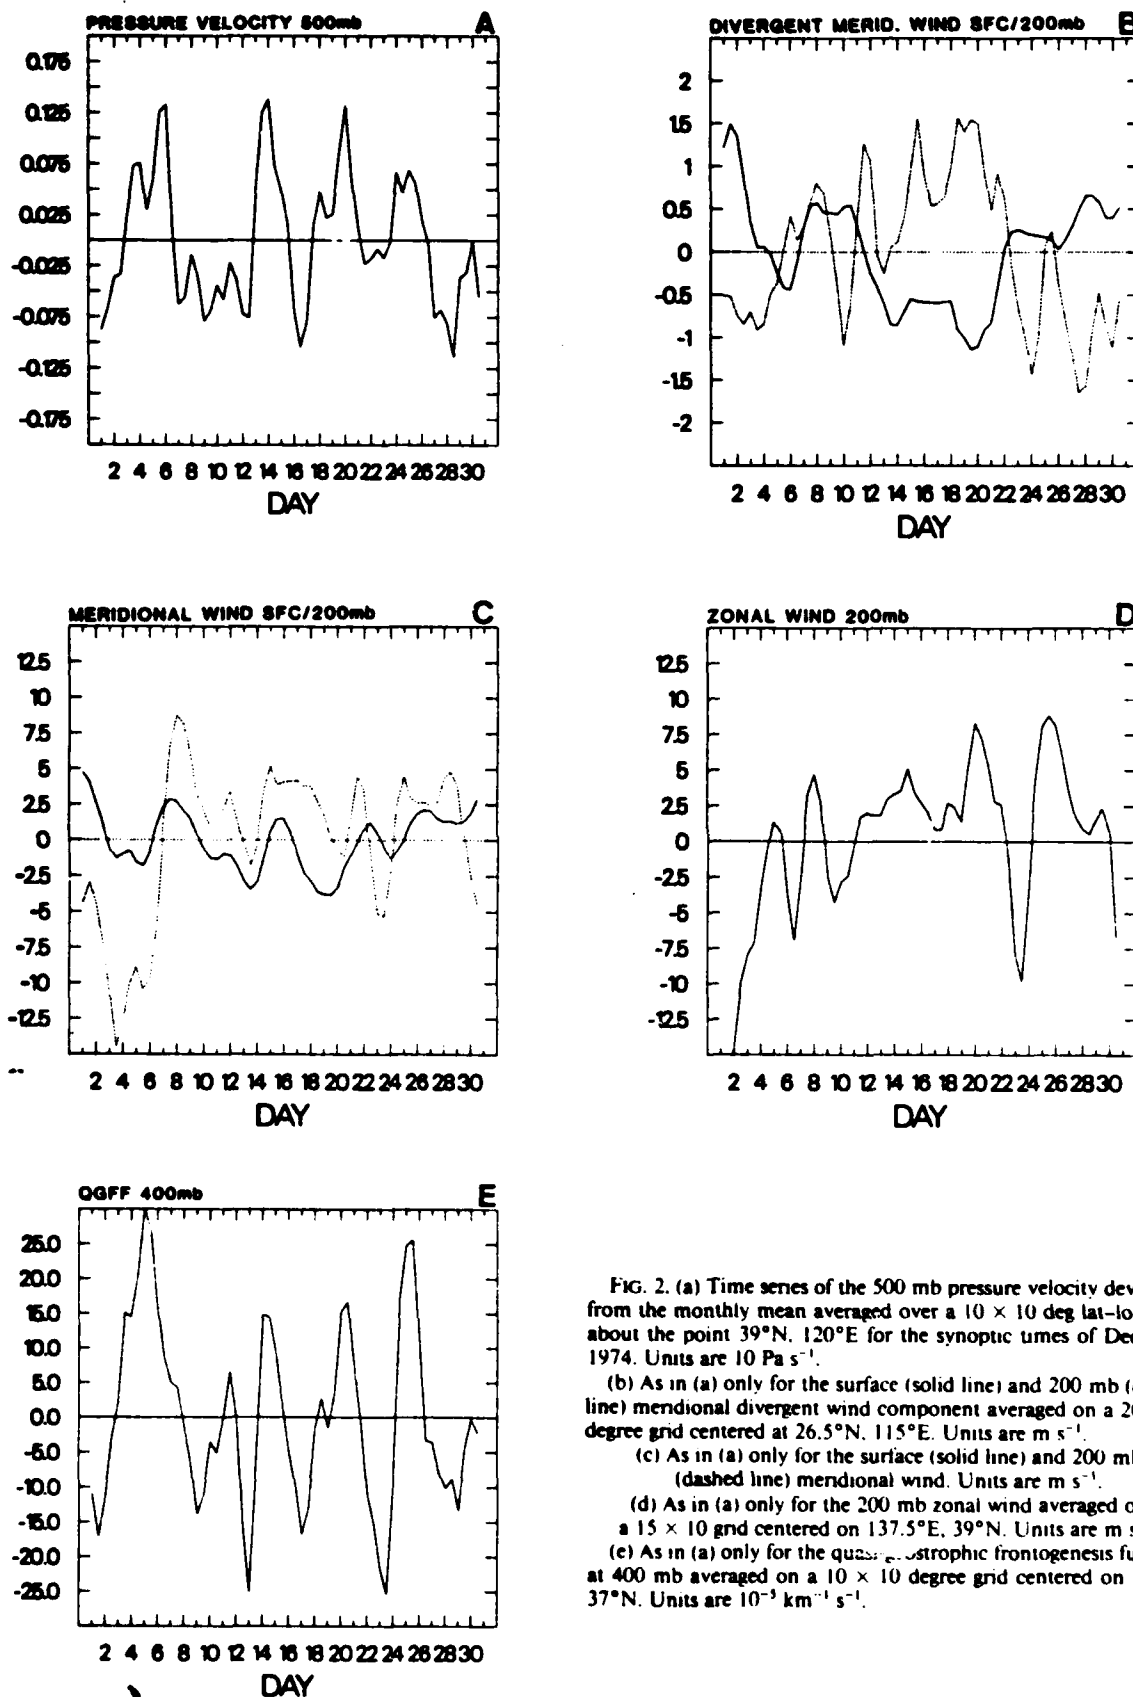 PRESSURE VELOCITY 500mb A
0.175
0.125
0.075
0.025
-0.025
-0.075
-0.125
-0.175
2 4 6 8 10 12 14 16 18 20 22 24 26 28 30
DAY
DIVERGENT MERID. WIND SFC/200mb B
2
1.5
1
0.5
0
-0.5
-1
-1.5
-2
2 4 6 8 10 12 14 16 18 20 22 24 26 28 30
DAY
MERIDIONAL WIND SFC/200mb C
12.5
10
7.5
5
2.5
0
-2.5
-5
-7.5
-10
-12.5
2 4 6 8 10 12 14 16 18 20 22 24 26 28 30
DAY
ZONAL WIND 200mb D
12.5
10
7.5
5
2.5
0
-2.5
-5
-7.5
-10
-12.5
2 4 6 8 10 12 14 16 18 20 22 24 26 28 30
DAY
QGFF 400mb E
25.0
20.0
15.0
10.0
5.0
0.0
-5.0
-10.0
-15.0
-20.0
-25.0
2 4 6 8 10 12 14 16 18 20 22 24 26 28 30
DAY
FIG. 2. (a) Time series of the 500 mb pressure velocity dev
from the monthly mean averaged over a 10 × 10 deg lat–lo
about the point 39°N, 120°E for the synoptic times of Dec
1974. Units are 10 Pa s⁻¹.
(b) As in (a) only for the surface (solid line) and 200 mb (
line) meridional divergent wind component averaged on a 2
degree grid centered at 26.5°N, 115°E. Units are m s⁻¹.
(c) As in (a) only for the surface (solid line) and 200 m
(dashed line) meridional wind. Units are m s⁻¹.
(d) As in (a) only for the 200 mb zonal wind averaged o
a 15 × 10 grid centered on 137.5°E, 39°N. Units are m s
(e) As in (a) only for the frontogenesis fu
at 400 mb averaged on a 10 × 10 degree grid centered on
37°N. Units are 10⁻⁵ km⁻¹ s⁻¹.